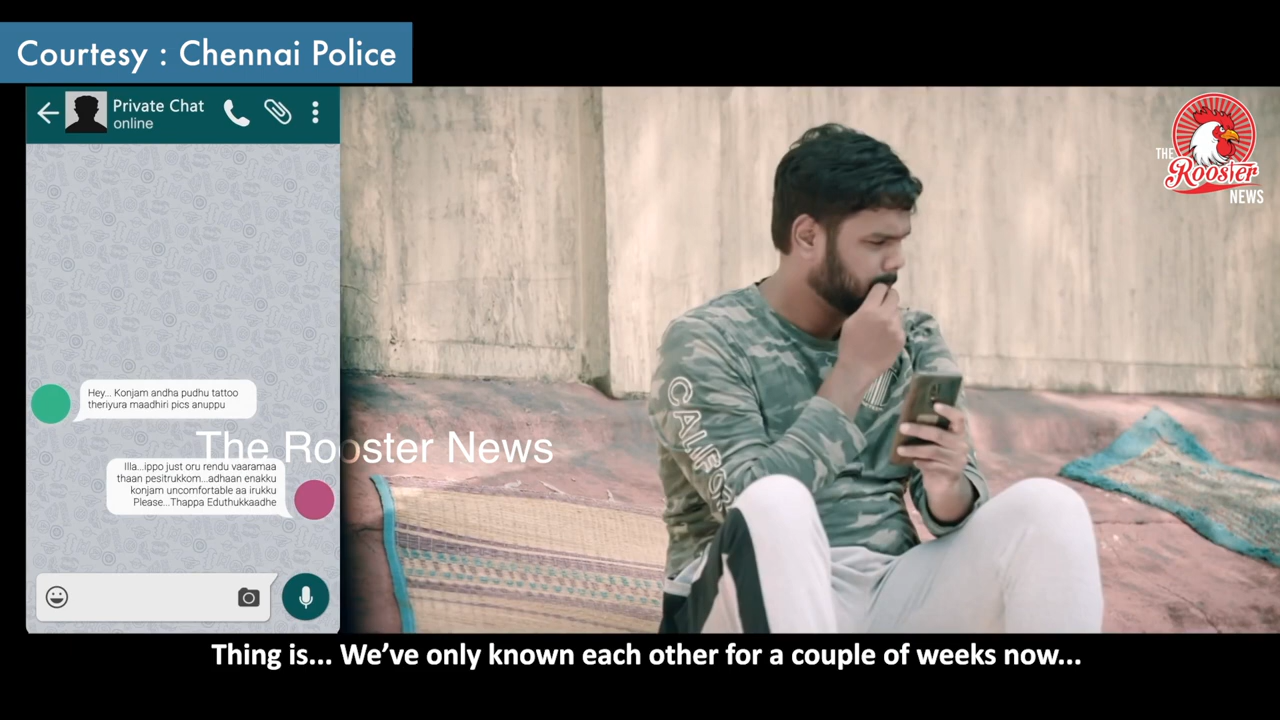 Courtesy : Chennai Police
Private Chat
online
THE
Rooster
NEWS
Hey... Konjam andha pudhu tattoo
theriyura maadhiri pics anuppu
The Rooster News
Illa...ippo just oru rendu vaaramaa
thaan pesitrukkom...adhaan enakku
konjam uncomfortable aa irukku
Please...Thappa Eduthukkaadhe
CALIFOR
Thing is... We’ve only known each other for a couple of weeks now...